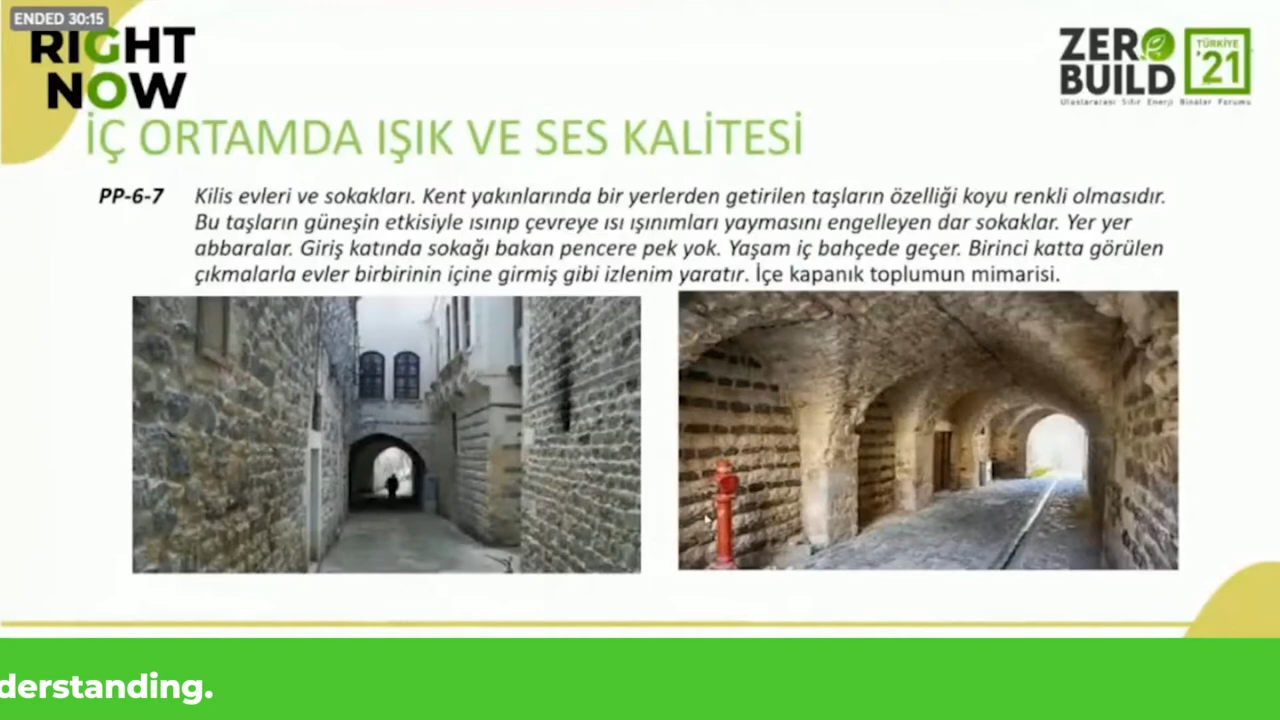 ENDED 30:15
RIGHT
NOW
ZERO
BUILD
TÜRKİYE
'21
Uluslararası Sıfır Enerji Binalar Forumu
İÇ ORTAMDA IŞIK VE SES KALİTESİ
PP-6-7 Kilis evleri ve sokakları. Kent yakınlarında bir yerlerden getirilen taşların özelliği koyu renkli olmasıdır.
Bu taşların güneşin etkisiyle ısınıp çevreye ısı ışınımları yaymasını engelleyen dar sokaklar. Yer yer
abbaralar. Giriş katında sokağı bakan pencere pek yok. Yaşam iç bahçede geçer. Birinci katta görülen
çıkmalarla evler birbirinin içine girmiş gibi izlenim yaratır. İçe kapanık toplumun mimarisi.
derstanding.